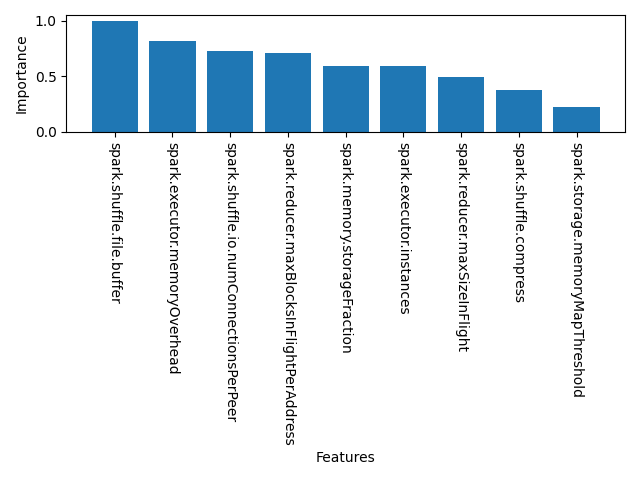 1.0
0.5
0.0
Importance
spark.shuffle.file.buffer
spark.executor.memoryOverhead
spark.shuffle.io.numConnectionsPerPeer
spark.reducer.maxBlocksInFlightPerAddress
spark.memory.storageFraction
spark.executor.instances
spark.reducer.maxSizeInFlight
spark.shuffle.compress
spark.storage.memoryMapThreshold
Features